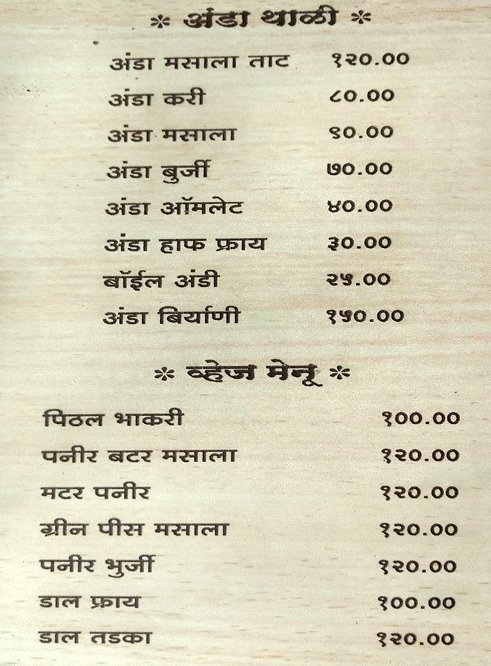 * अंडा थाळी *
अंडा मसाला ताट १२०.००
अंडा करी ८०.००
अंडा मसाला ९०.००
अंडा बुर्जी ७०.००
अंडा ऑमलेट ४०.००
अंडा हाफ फ्राय ३०.००
बॉईल अंडी २५.००
अंडा बिर्याणी १५०.००
* व्हेज मेनू *
पिठल भाकरी १००.००
पनीर बटर मसाला १२०.००
मटर पनीर १२०.००
ग्रीन पीस मसाला १२०.००
पनीर भुर्जी १२०.००
डाल फ्राय १००.००
डाल तडका १२०.००